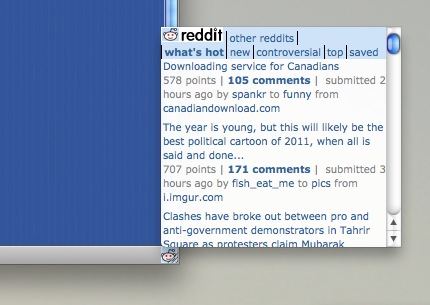 reddit other reddits
what's hot new controversial top saved
Downloading service for Canadians
578 points | 105 comments | submitted 2
hours ago by spankr to funny from
canadiandownload.com
The year is young, but this will likely be the
best political cartoon of 2011, when all is
said and done...
707 points | 171 comments | submitted 3
hours ago by fish_eat_me to pics from
i.imgur.com
Clashes have broke out between pro and
anti-government demonstrators in Tahrir
Square as protesters claim Mubarak